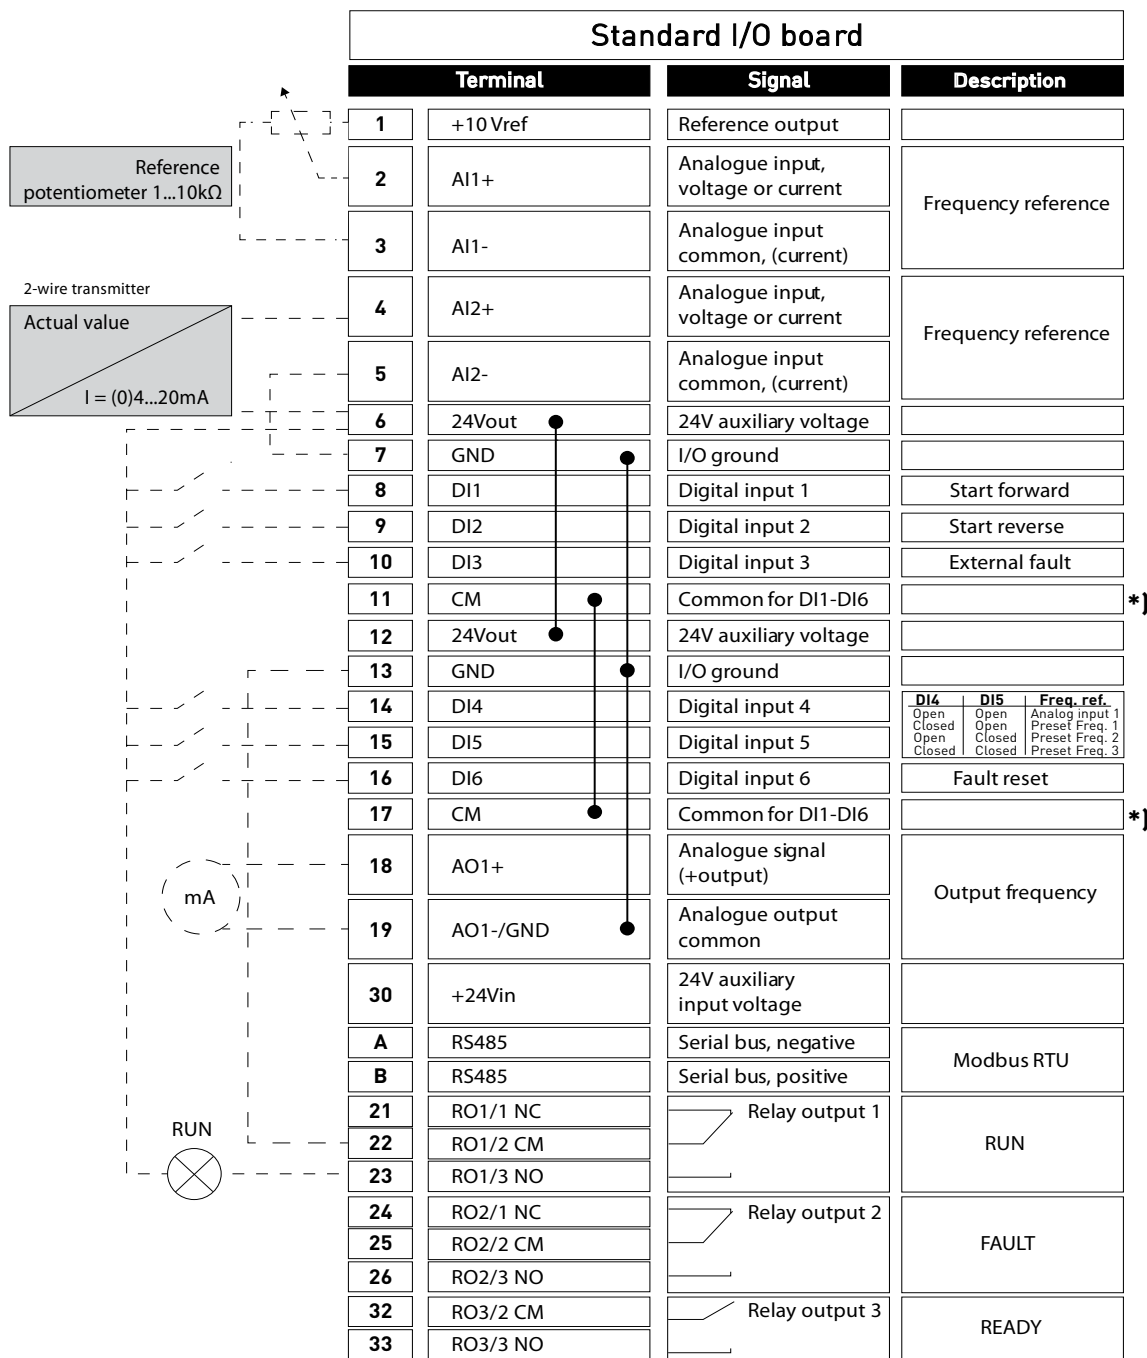 Standard I/O board
Terminal Signal Description
1 +10 Vref Reference output
Reference
potentiometer 1...10kΩ
2 AI1+ Analogue input,
voltage or current
Frequency reference
3 AI1- Analogue input
common, (current)
2-wire transmitter
Actual value
I = (0)4...20mA
4 AI2+ Analogue input,
voltage or current
Frequency reference
5 AI2- Analogue input
common, (current)
6 24Vout 24V auxiliary voltage
7 GND I/O ground
8 DI1 Digital input 1 Start forward
9 DI2 Digital input 2 Start reverse
10 DI3 Digital input 3 External fault
11 CM Common for DI1-DI6 *)
12 24Vout 24V auxiliary voltage
13 GND I/O ground
14 DI4 Digital input 4
15 DI5 Digital input 5
DI4 DI5 Freq. ref.
Open Open Analog input 1
Closed Open Preset Freq. 1
Open Closed Preset Freq. 2
Closed Closed Preset Freq. 3
16 DI6 Digital input 6 Fault reset
17 CM Common for DI1-DI6 *)
mA
18 AO1+ Analogue signal
(+output)
Output frequency
19 AO1-/GND Analogue output
common
30 +24Vin 24V auxiliary
input voltage
A RS485 Serial bus, negative
Modbus RTU
B RS485 Serial bus, positive
21 RO1/1 NC Relay output 1
RUN
22 RO1/2 CM RUN
23 RO1/3 NO
24 RO2/1 NC Relay output 2
25 RO2/2 CM FAULT
26 RO2/3 NO
32 RO3/2 CM Relay output 3
READY
33 RO3/3 NO